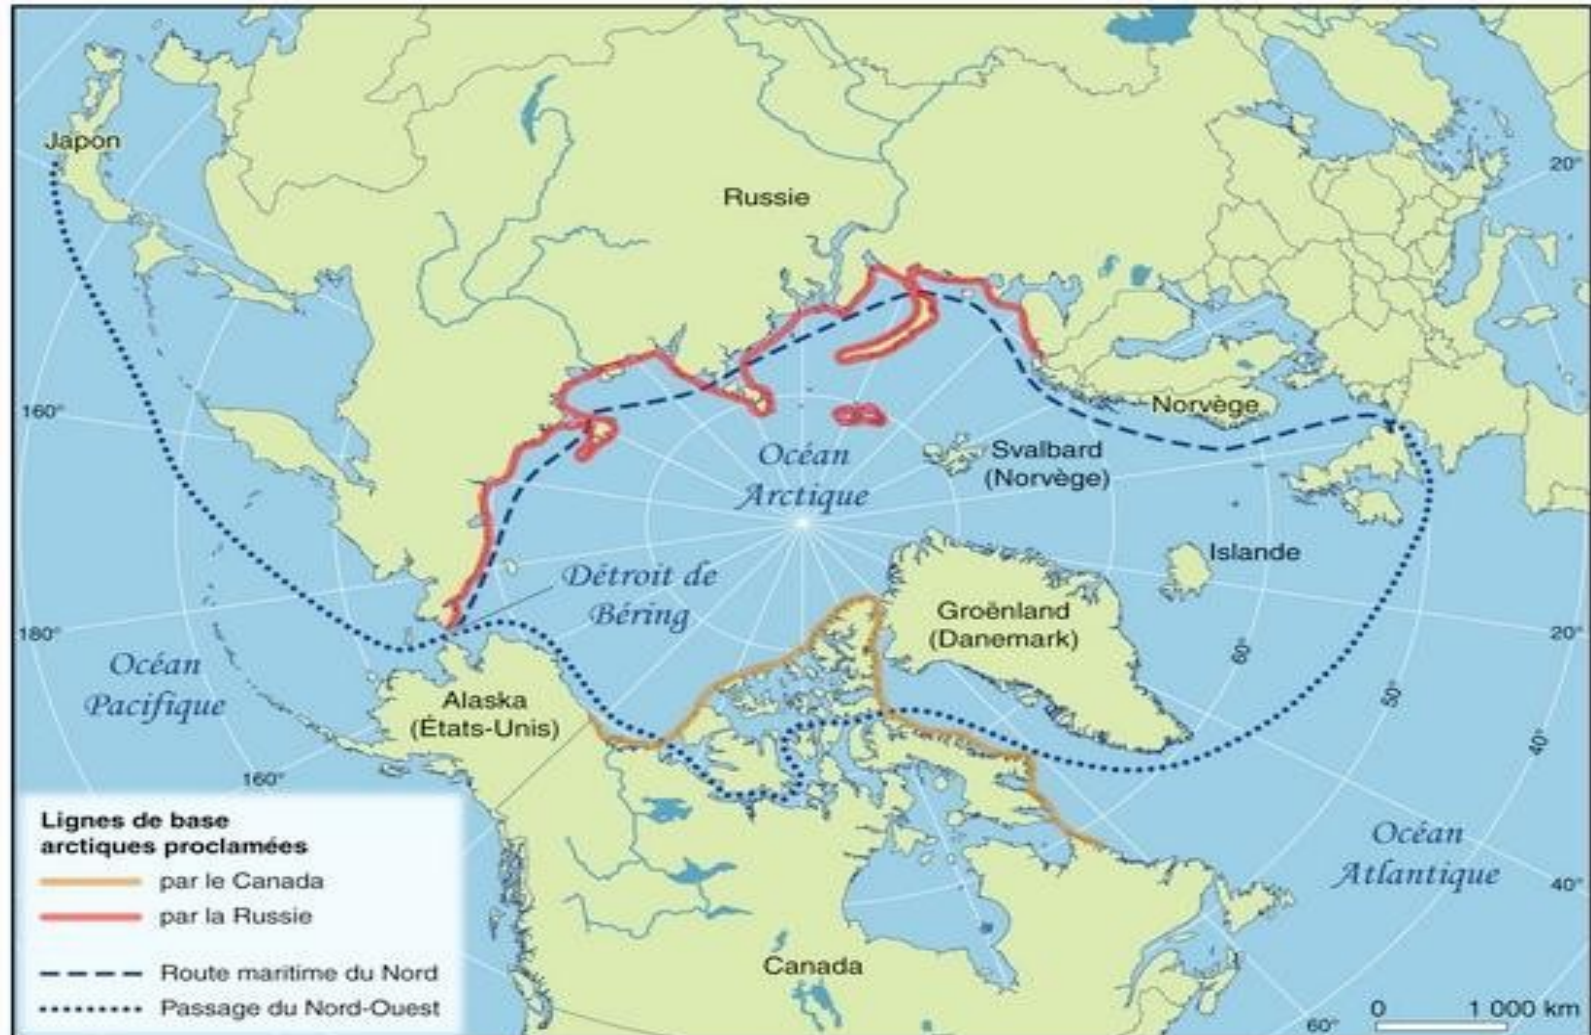 Japon
Russie
20°
160°
Norvège
Océan
Arctique
Svalbard
(Norvège)
Islande
Détroit de
Béring
Groënland
(Danemark)
60°
20°
180°
Océan
Pacifique
Alaska
(États-Unis)
50°
40°
160°
Lignes de base
arctiques proclamées
par le Canada
par la Russie
Route maritime du Nord
Passage du Nord-Ouest
Océan
Atlantique
40°
Canada
0 1 000 km
60°